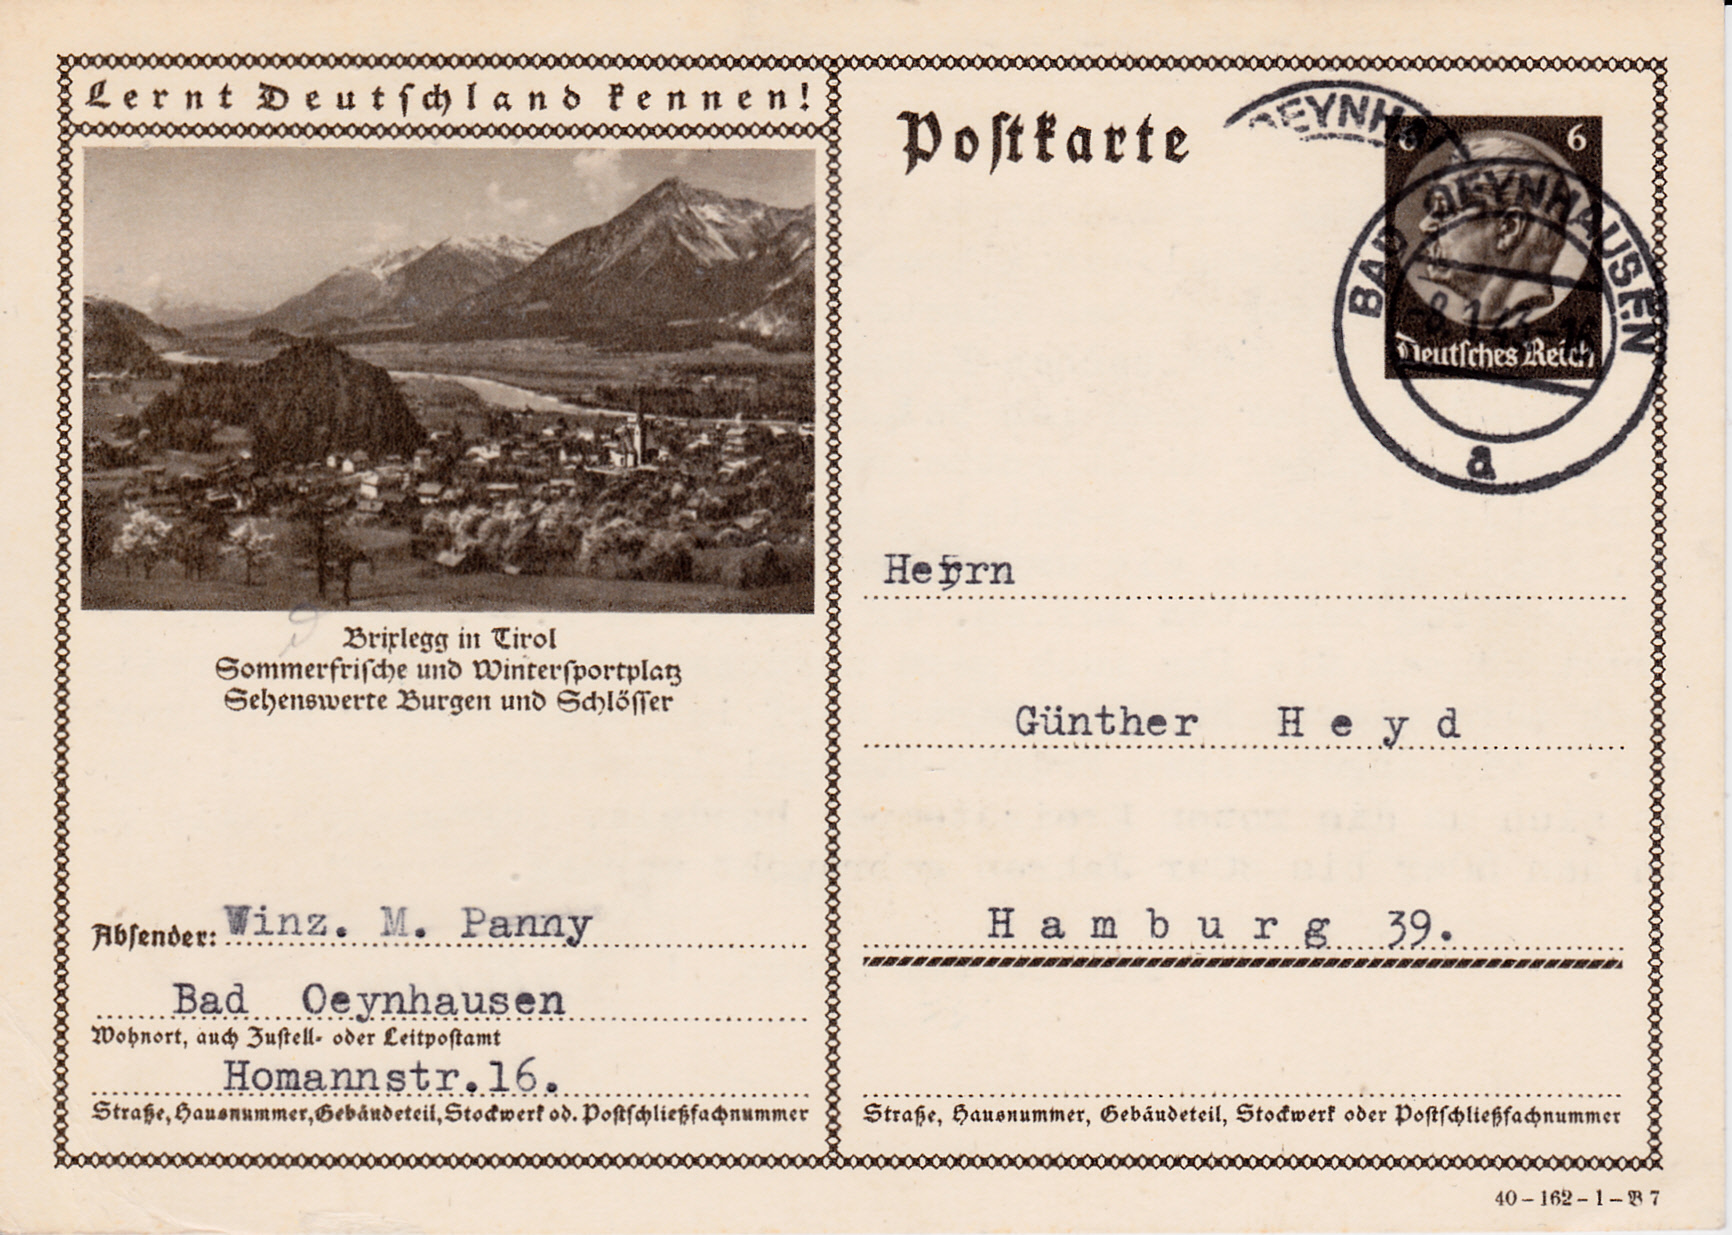 Lernt Deutschland kennen!
Brixlegg in Tirol
Sommerfrische und Wintersportplatz
Sehenswerte Burgen und Schlösser
Absender: Winz. M. Panny
Bad Oeynhausen
Wohnort, auch Zustell- oder Leitpostamt
Homannstr.16.
Straße, Hausnummer, Gebäudeteil, Stockwerk od. Postschließfachnummer
Postkarte
OEYNHA
6 6
BAD OEYNHAUSEN
Deutsches Reich
a
Herrn
Günther H e y d
H a m b u r g 39.
Straße, Hausnummer, Gebäudeteil, Stockwerk oder Postschließfachnummer
40 – 162 – 1 – B 7